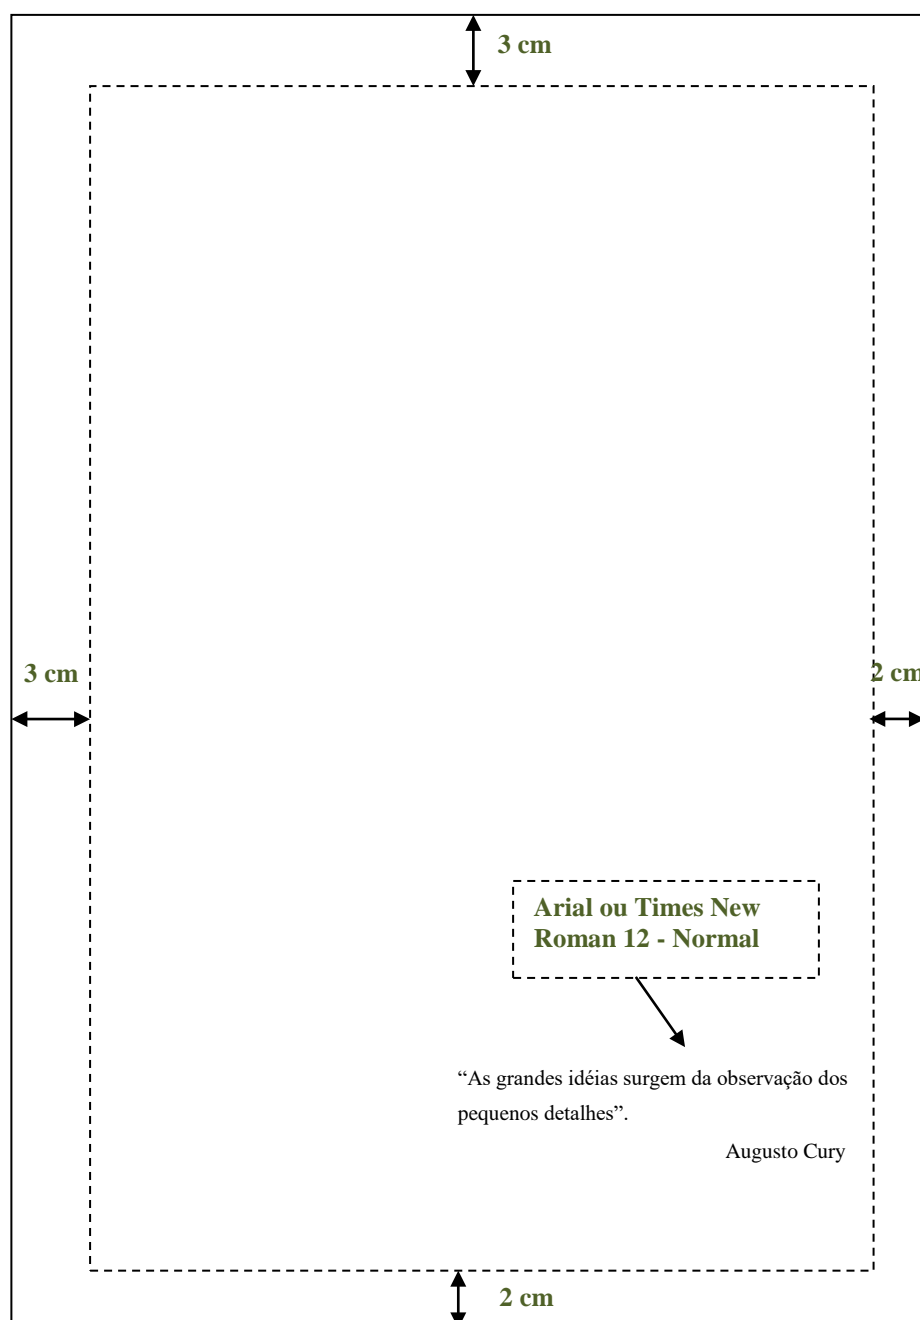 3 cm
3 cm
2 cm
Arial ou Times New
Roman 12 - Normal
“As grandes idéias surgem da observação dos
pequenos detalhes”.
Augusto Cury
2 cm